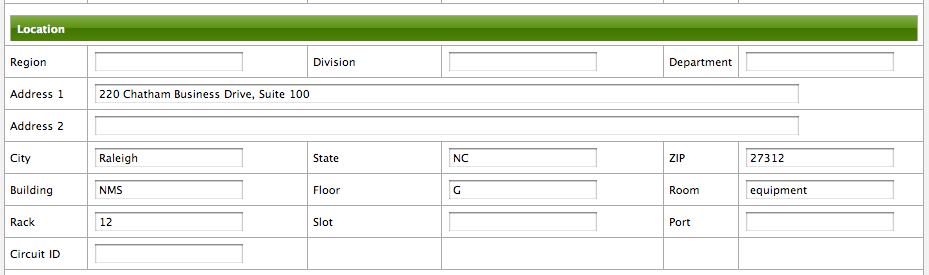 Location
Region Division Department
Address 1 220 Chatham Business Drive, Suite 100
Address 2
City Raleigh State NC ZIP 27312
Building NMS Floor G Room equipment
Rack 12 Slot Port
Circuit ID